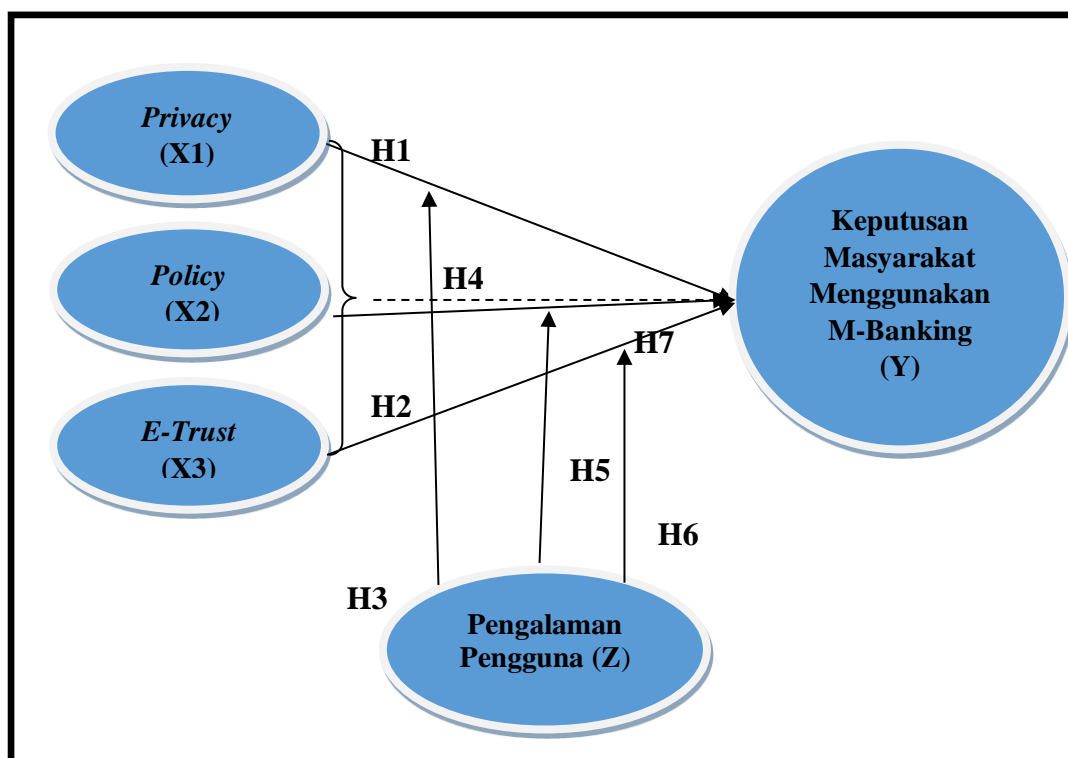 Privacy
(X1)
H1
Policy
(X2)
H4
E-Trust
(X3)
H2
H7
Keputusan
Masyarakat
Menggunakan
M-Banking
(Y)
H5
H6
H3
Pengalaman
Pengguna (Z)